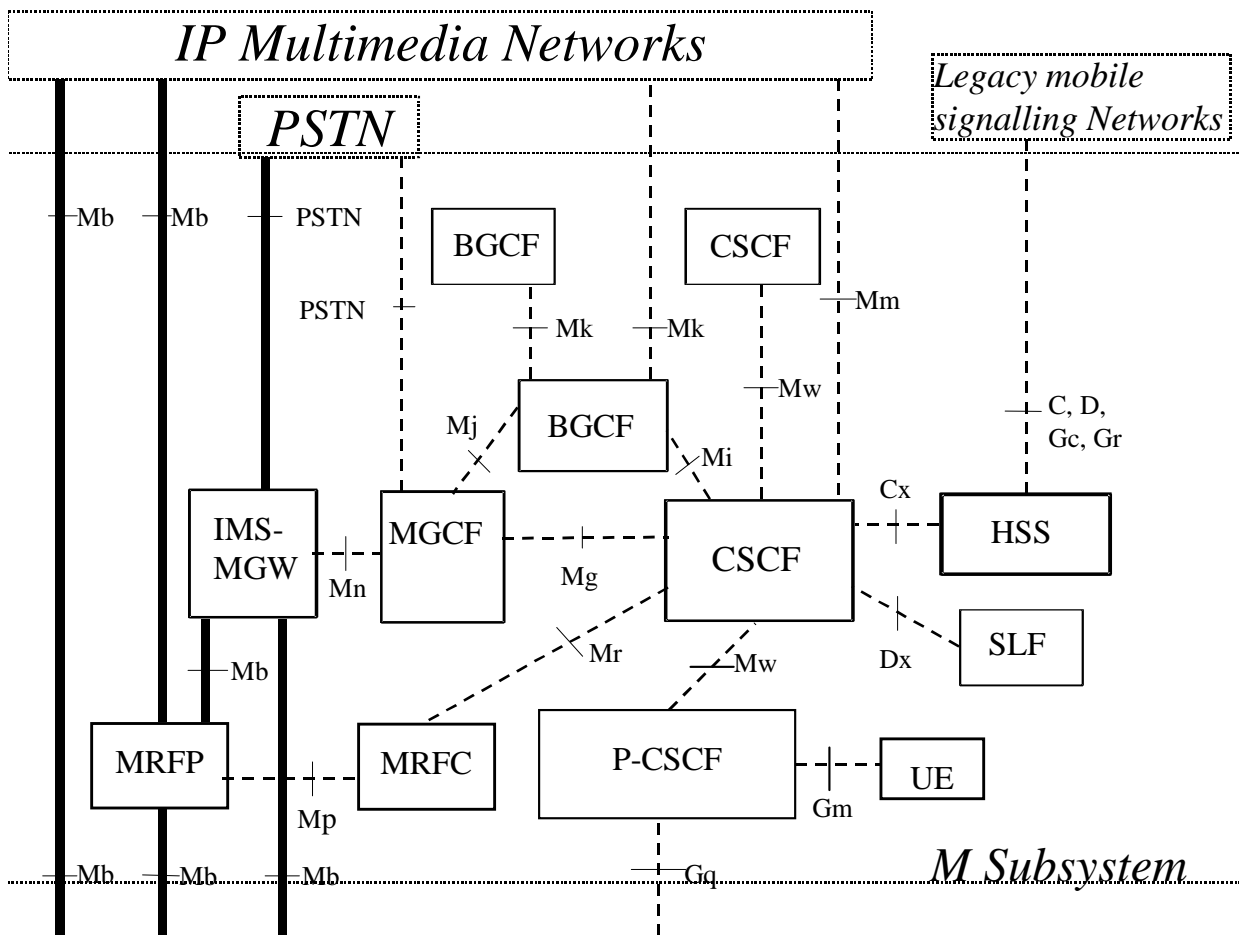 IP Multimedia Networks
Legacy mobile
signalling Networks
PSTN
Mb
Mb
PSTN
BGCF
CSCF
PSTN
Mm
Mk
Mk
Mw
C, D,
Gc, Gr
Mj
BGCF
Mi
Cx
IMS-
MGW
MGCF
CSCF
HSS
Mn
Mg
Mr
Mw
Dx
SLF
Mb
MRFP
MRFC
P-CSCF
UE
Mp
Gm
Mb
Mb
Mb
Gq
M Subsystem